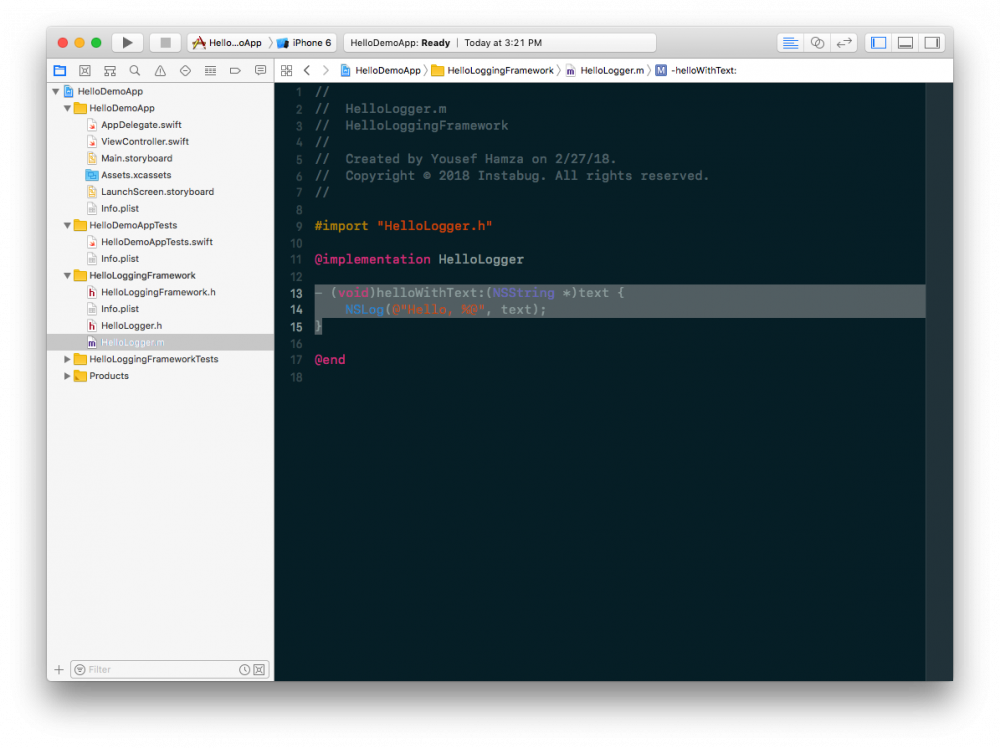 Hello...oApp 〉 iPhone 6
HelloDemoApp: Ready | Today at 3:21 PM
HelloDemoApp 〉 HelloLoggingFramework 〉 HelloLogger.m 〉 M -helloWithText:
HelloDemoApp
HelloDemoApp
AppDelegate.swift
ViewController.swift
Main.storyboard
Assets.xcassets
LaunchScreen.storyboard
Info.plist
HelloDemoAppTests
HelloDemoAppTests.swift
Info.plist
HelloLoggingFramework
h HelloLoggingFramework.h
Info.plist
h HelloLogger.h
m HelloLogger.m
HelloLoggingFrameworkTests
Products
Filter
1 //
2 //  HelloLogger.m
3 //  HelloLoggingFramework
4 //
5 //  Created by Yousef Hamza on 2/27/18.
6 //  Copyright © 2018 Instabug. All rights reserved.
7 //
8
9 #import "HelloLogger.h"
10
11 @implementation HelloLogger
12
13 - (void)helloWithText:(NSString *)text {
14     NSLog(@"Hello, %@", text);
15 }
16
17 @end
18